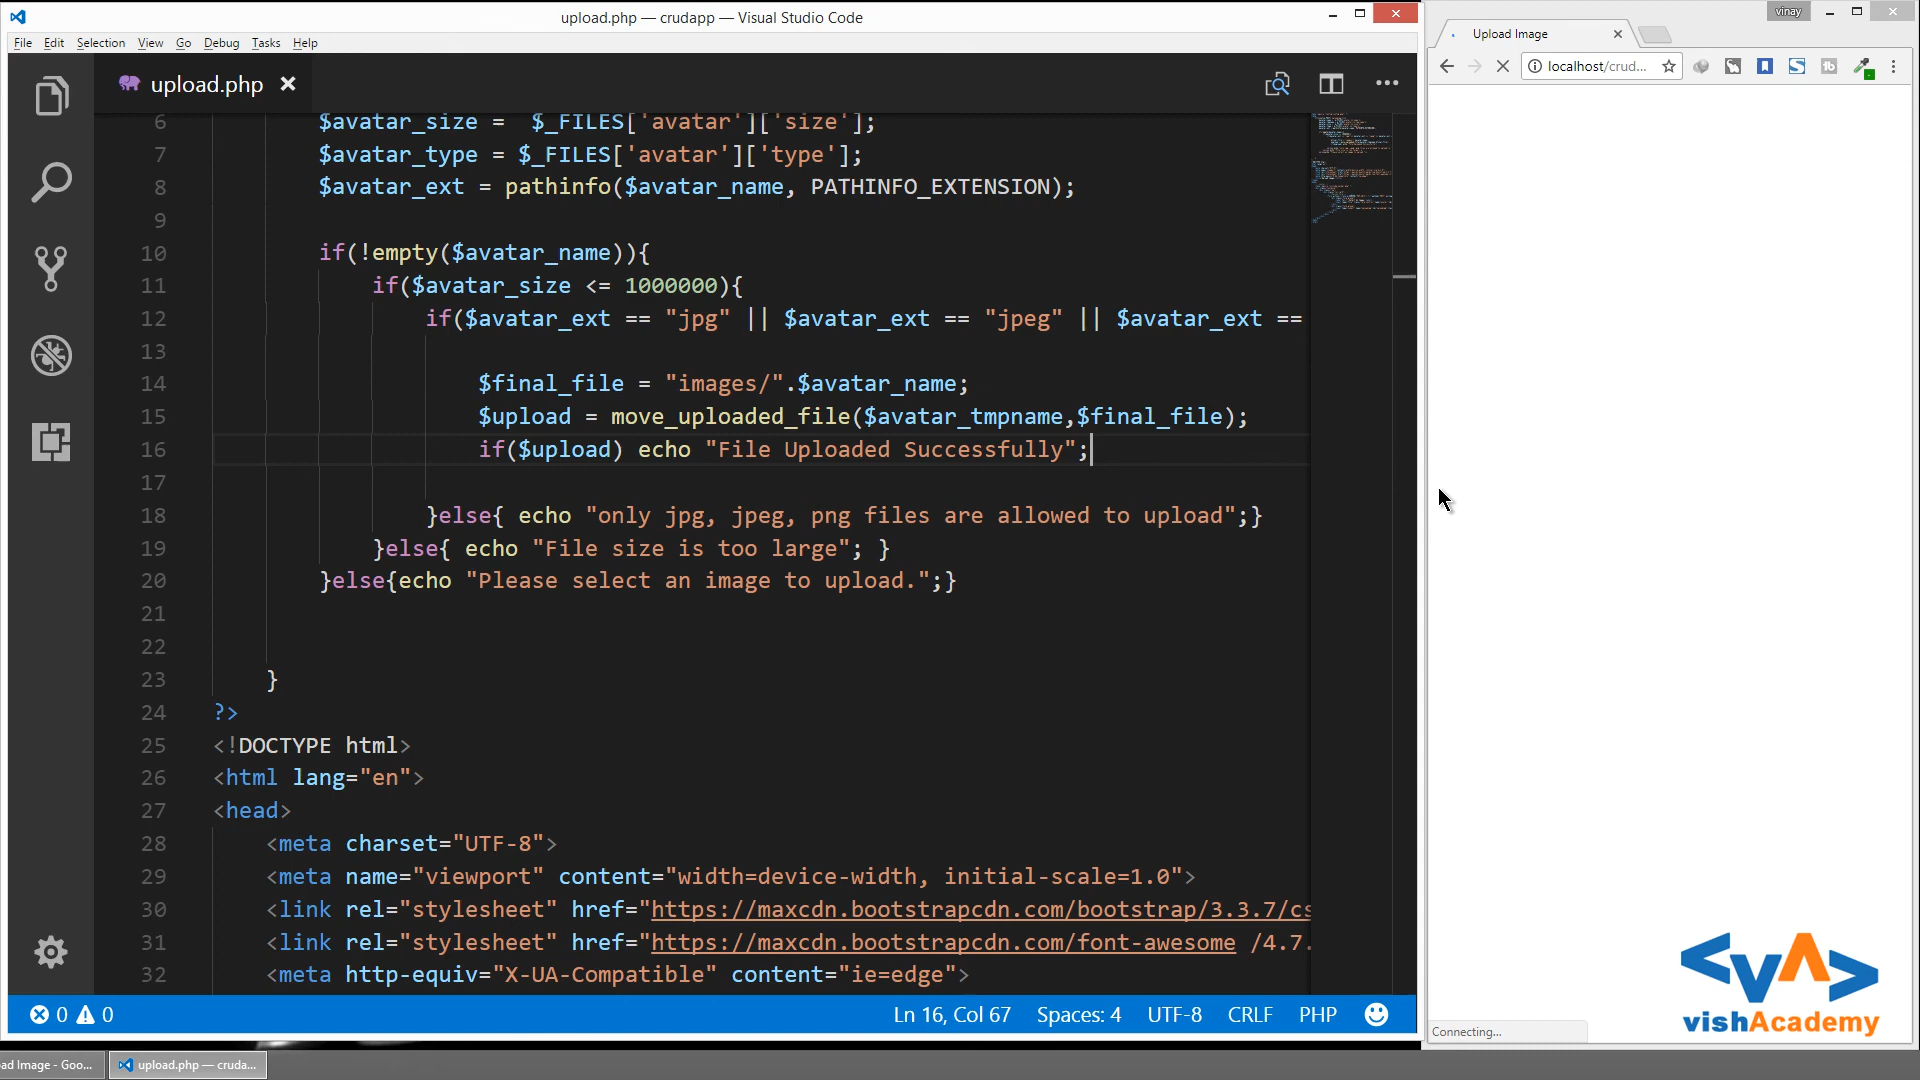 upload.php — crudapp — Visual Studio Code
File Edit Selection View Go Debug Tasks Help
upload.php
6 $avatar_size =  $_FILES['avatar']['size'];
7 $avatar_type = $_FILES['avatar']['type'];
8 $avatar_ext = pathinfo($avatar_name, PATHINFO_EXTENSION);
9
10 if(!empty($avatar_name)){
11 if($avatar_size <= 1000000){
12 if($avatar_ext == "jpg" || $avatar_ext == "jpeg" || $avatar_ext ==
13
14 $final_file = "images/".$avatar_name;
15 $upload = move_uploaded_file($avatar_tmpname,$final_file);
16 if($upload) echo "File Uploaded Successfully";
17
18 }else{ echo "only jpg, jpeg, png files are allowed to upload";}
19 }else{ echo "File size is too large"; }
20 }else{echo "Please select an image to upload.";}
21
22
23 }
24 ?>
25 <!DOCTYPE html>
26 <html lang="en">
27 <head>
28 <meta charset="UTF-8">
29 <meta name="viewport" content="width=device-width, initial-scale=1.0">
30 <link rel="stylesheet" href="https://maxcdn.bootstrapcdn.com/bootstrap/3.3.7/cs
31 <link rel="stylesheet" href="https://maxcdn.bootstrapcdn.com/font-awesome /4.7.
32 <meta http-equiv="X-UA-Compatible" content="ie=edge">
0 0 Ln 16, Col 67 Spaces: 4 UTF-8 CRLF PHP
ad Image - Goo... upload.php — cruda...
vinay
Upload Image
localhost/crud...
Connecting...
<VA>
vishAcademy